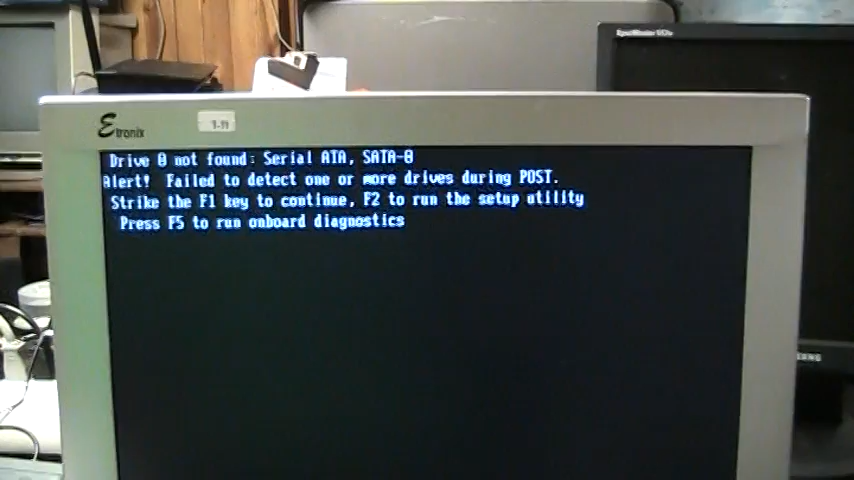 Etronix
Drive 0 not found: Serial ATA, SATA-0
Alert! Failed to detect one or more drives during POST.
Strike the F1 key to continue, F2 to run the setup utility
Press F5 to run onboard diagnostics